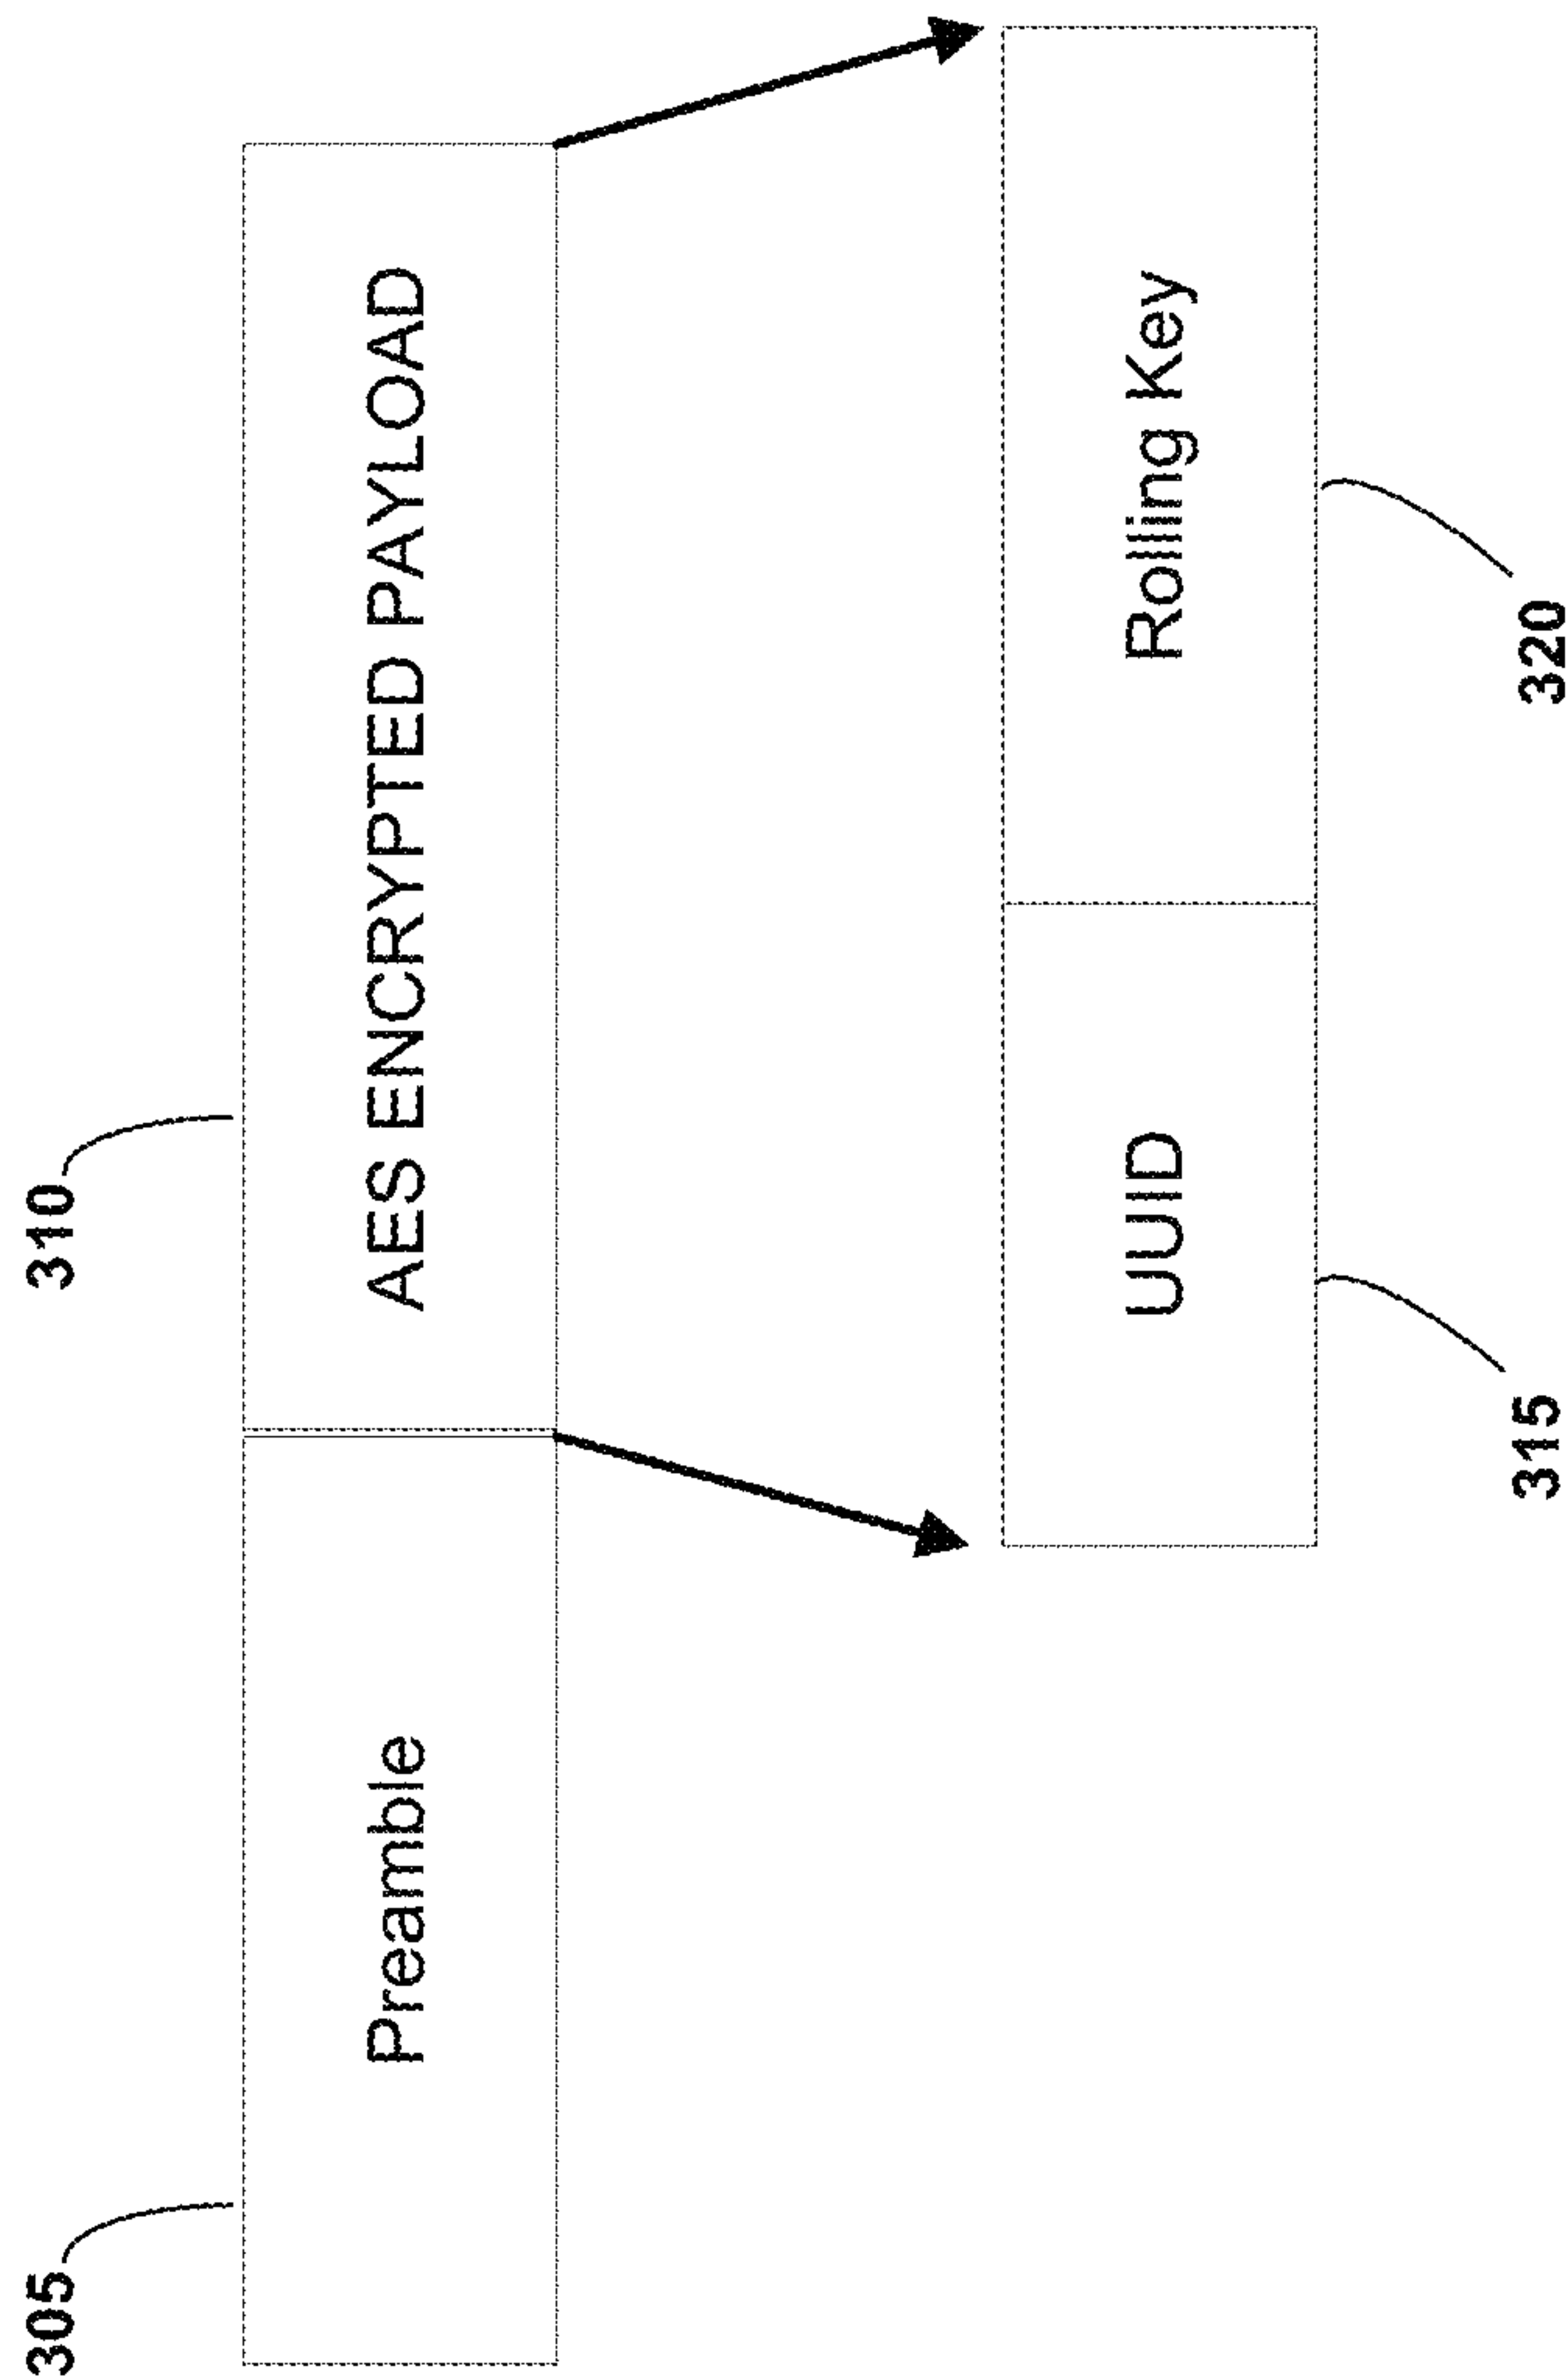 305
310
Preamble
AES ENCRYPTED PAYLOAD
UUID
Rolling Key
315
320